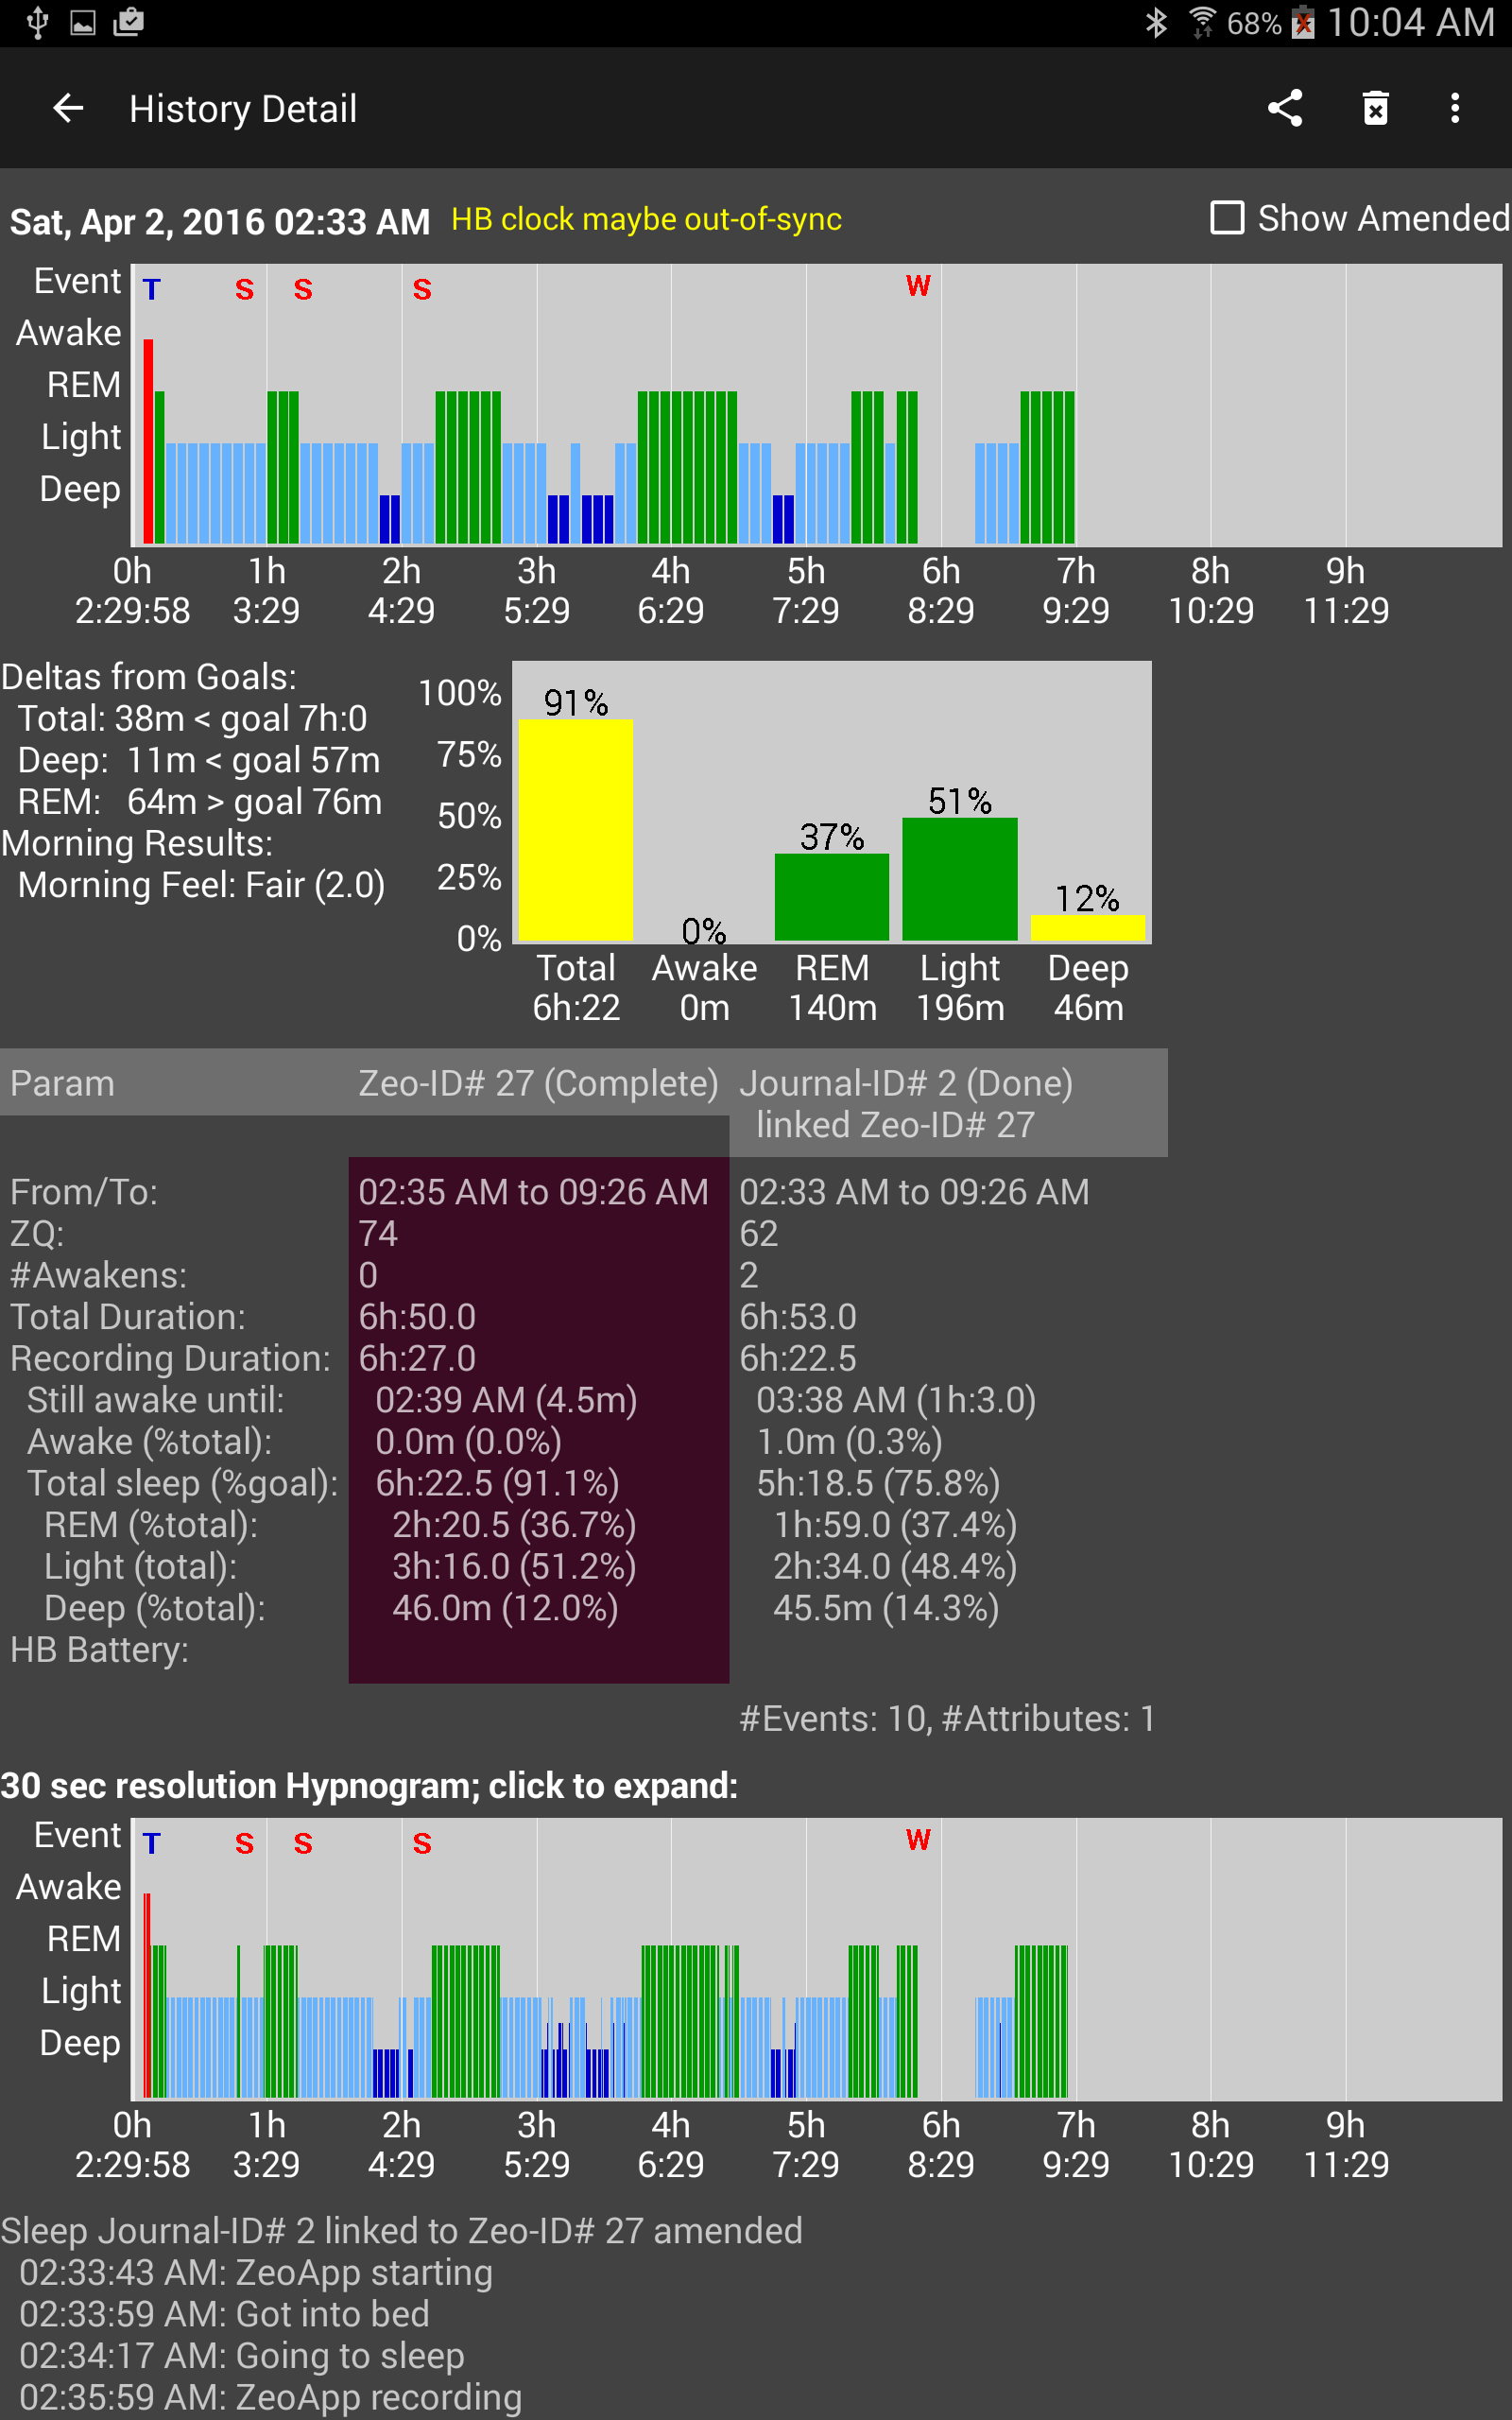 68% 10:04 AM
History Detail
Sat, Apr 2, 2016 02:33 AM HB clock maybe out-of-sync Show Amended
Event T S S S W
Awake
REM
Light
Deep
0h 1h 2h 3h 4h 5h 6h 7h 8h 9h
2:29:58 3:29 4:29 5:29 6:29 7:29 8:29 9:29 10:29 11:29
Deltas from Goals:
Total: 38m < goal 7h:0
Deep: 11m < goal 57m
REM: 64m > goal 76m
Morning Results:
Morning Feel: Fair (2.0)
100%
75%
50%
25%
0%
91%
0%
37%
51%
12%
Total Awake REM Light Deep
6h:22 0m 140m 196m 46m
Param Zeo-ID# 27 (Complete) Journal-ID# 2 (Done)
linked Zeo-ID# 27
From/To: 02:35 AM to 09:26 AM 02:33 AM to 09:26 AM
ZQ: 74 62
#Awakens: 0 2
Total Duration: 6h:50.0 6h:53.0
Recording Duration: 6h:27.0 6h:22.5
Still awake until: 02:39 AM (4.5m) 03:38 AM (1h:3.0)
Awake (%total): 0.0m (0.0%) 1.0m (0.3%)
Total sleep (%goal): 6h:22.5 (91.1%) 5h:18.5 (75.8%)
REM (%total): 2h:20.5 (36.7%) 1h:59.0 (37.4%)
Light (total): 3h:16.0 (51.2%) 2h:34.0 (48.4%)
Deep (%total): 46.0m (12.0%) 45.5m (14.3%)
HB Battery:
#Events: 10, #Attributes: 1
30 sec resolution Hypnogram; click to expand:
Event T S S S W
Awake
REM
Light
Deep
0h 1h 2h 3h 4h 5h 6h 7h 8h 9h
2:29:58 3:29 4:29 5:29 6:29 7:29 8:29 9:29 10:29 11:29
Sleep Journal-ID# 2 linked to Zeo-ID# 27 amended
02:33:43 AM: ZeoApp starting
02:33:59 AM: Got into bed
02:34:17 AM: Going to sleep
02:35:59 AM: ZeoApp recording